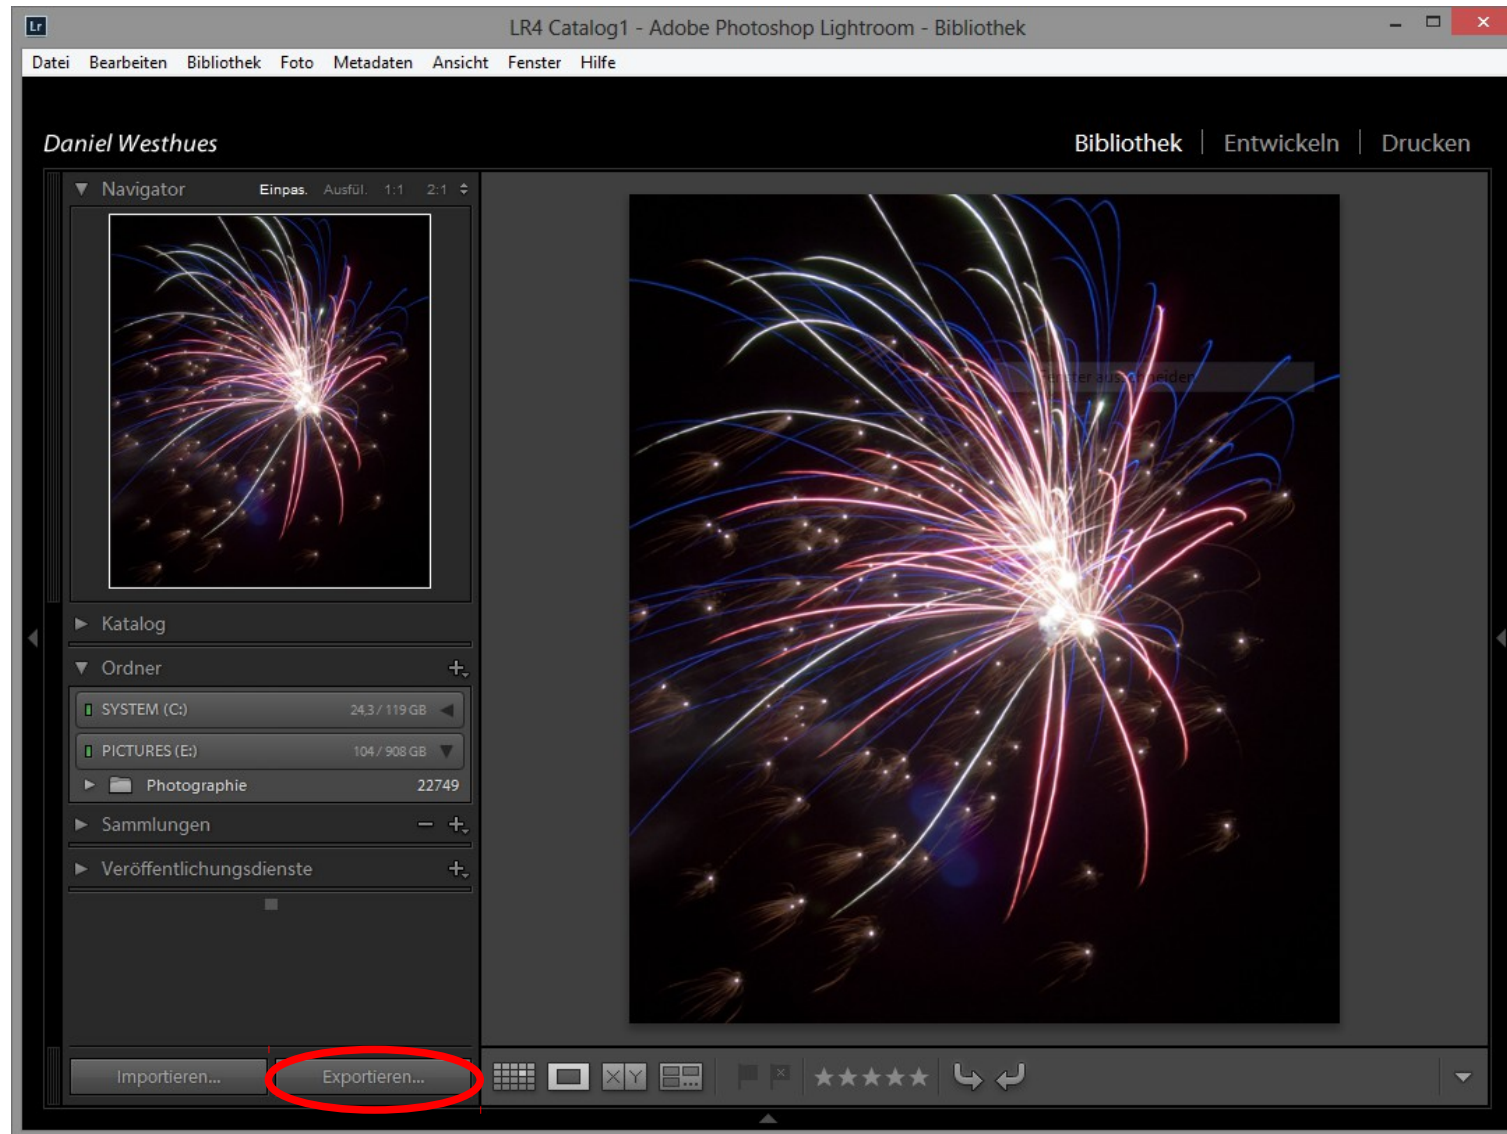 Lr
LR4 Catalog1 - Adobe Photoshop Lightroom - Bibliothek
Datei Bearbeiten Bibliothek Foto Metadaten Ansicht Fenster Hilfe
Daniel Westhues
Bibliothek | Entwickeln | Drucken
Navigator Einpas. Ausfül. 1:1 2:1
Fenster ausschneiden
Katalog
Ordner
SYSTEM (C:) 24,3 / 119 GB
PICTURES (E:) 104 / 908 GB
Photographie 22749
Sammlungen
Veröffentlichungsdienste
Importieren... Exportieren... X Y